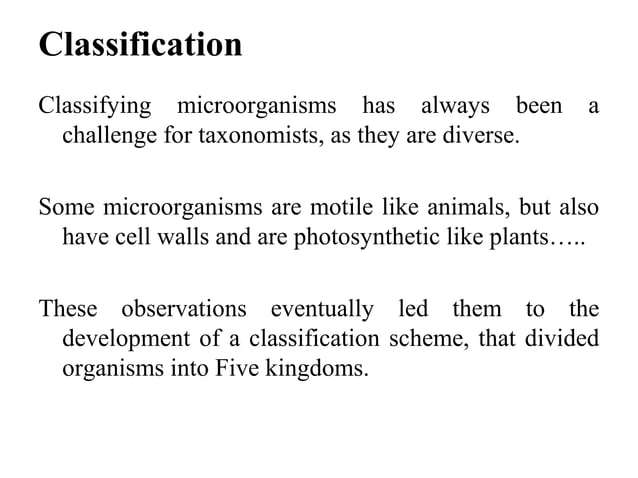 Classification
Classifying microorganisms has always been a
challenge for taxonomists, as they are diverse.
Some microorganisms are motile like animals, but also
have cell walls and are photosynthetic like plants…..
These observations eventually led them to the
development of a classification scheme, that divided
organisms into Five kingdoms.